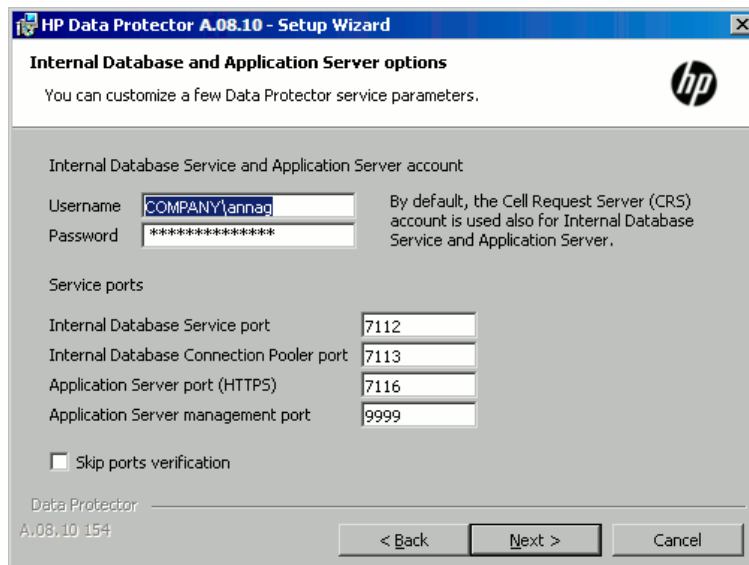 HP Data Protector A.08.10 - Setup Wizard
Internal Database and Application Server options
You can customize a few Data Protector service parameters.
hp
Internal Database Service and Application Server account
Username COMPANY\annag
Password **************
By default, the Cell Request Server (CRS)
account is used also for Internal Database
Service and Application Server.
Service ports
Internal Database Service port 7112
Internal Database Connection Pooler port 7113
Application Server port (HTTPS) 7116
Application Server management port 9999
Skip ports verification
Data Protector
A.08.10 154
< Back Next > Cancel